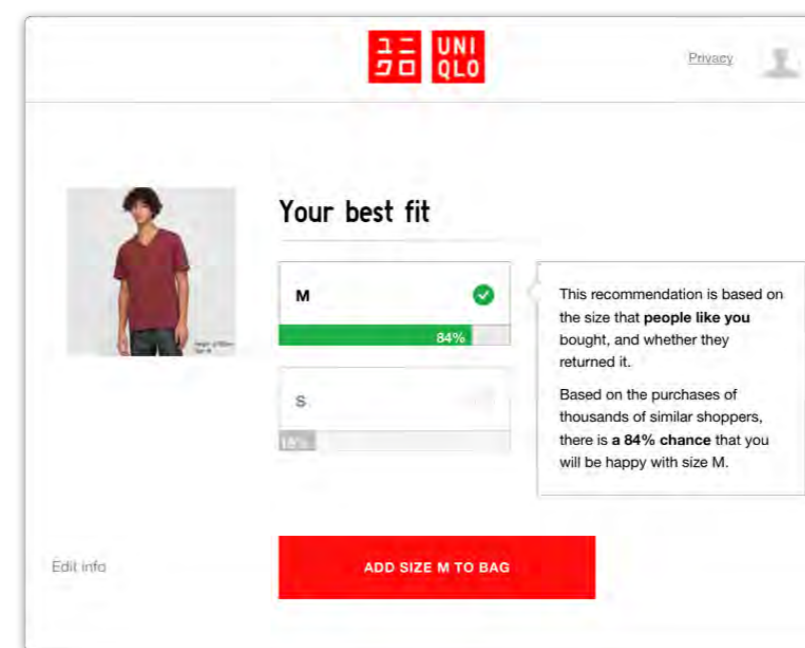 ユニ
クロ
UNI
QLO
Privacy
Your best fit
M
84%
This recommendation is based on
the size that people like you
bought, and whether they
returned it.
Based on the purchases of
thousands of similar shoppers,
there is a 84% chance that you
will be happy with size M.
S
Edit info
ADD SIZE M TO BAG